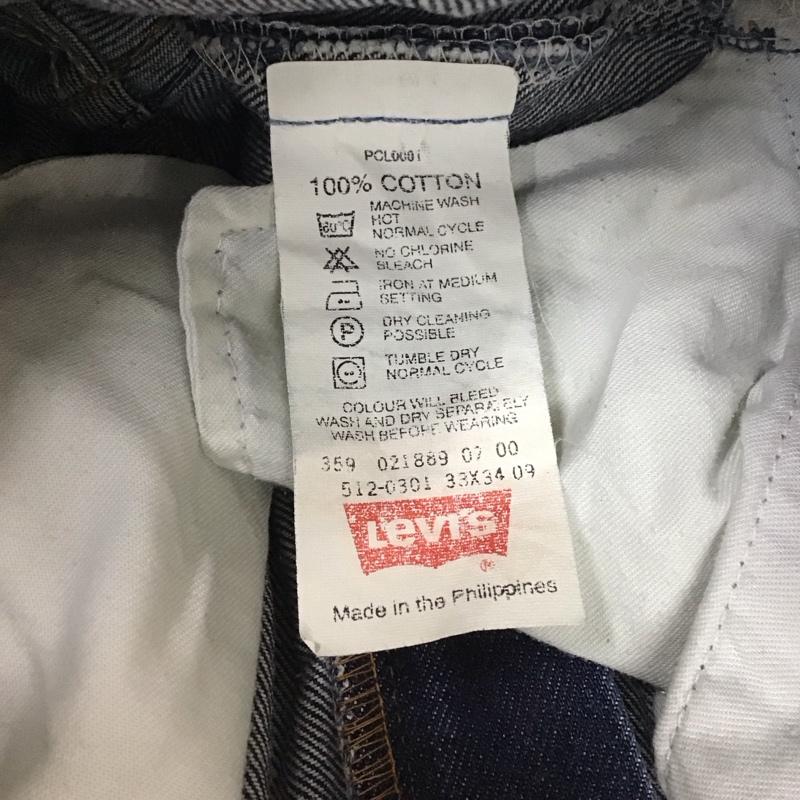 PCL0001
100% COTTON
60°C
MACHINE WASH
HOT
NORMAL CYCLE
NO CHLORINE
BLEACH
IRON AT MEDIUM
SETTING
P
DRY CLEANING
POSSIBLE
TUMBLE DRY
NORMAL CYCLE
COLOUR WILL BLEED
WASH AND DRY SEPARATELY
WASH BEFORE WEARING
359 021889 07 00
512-0301 33X34 09
Levi's
®
Made in the Philippines